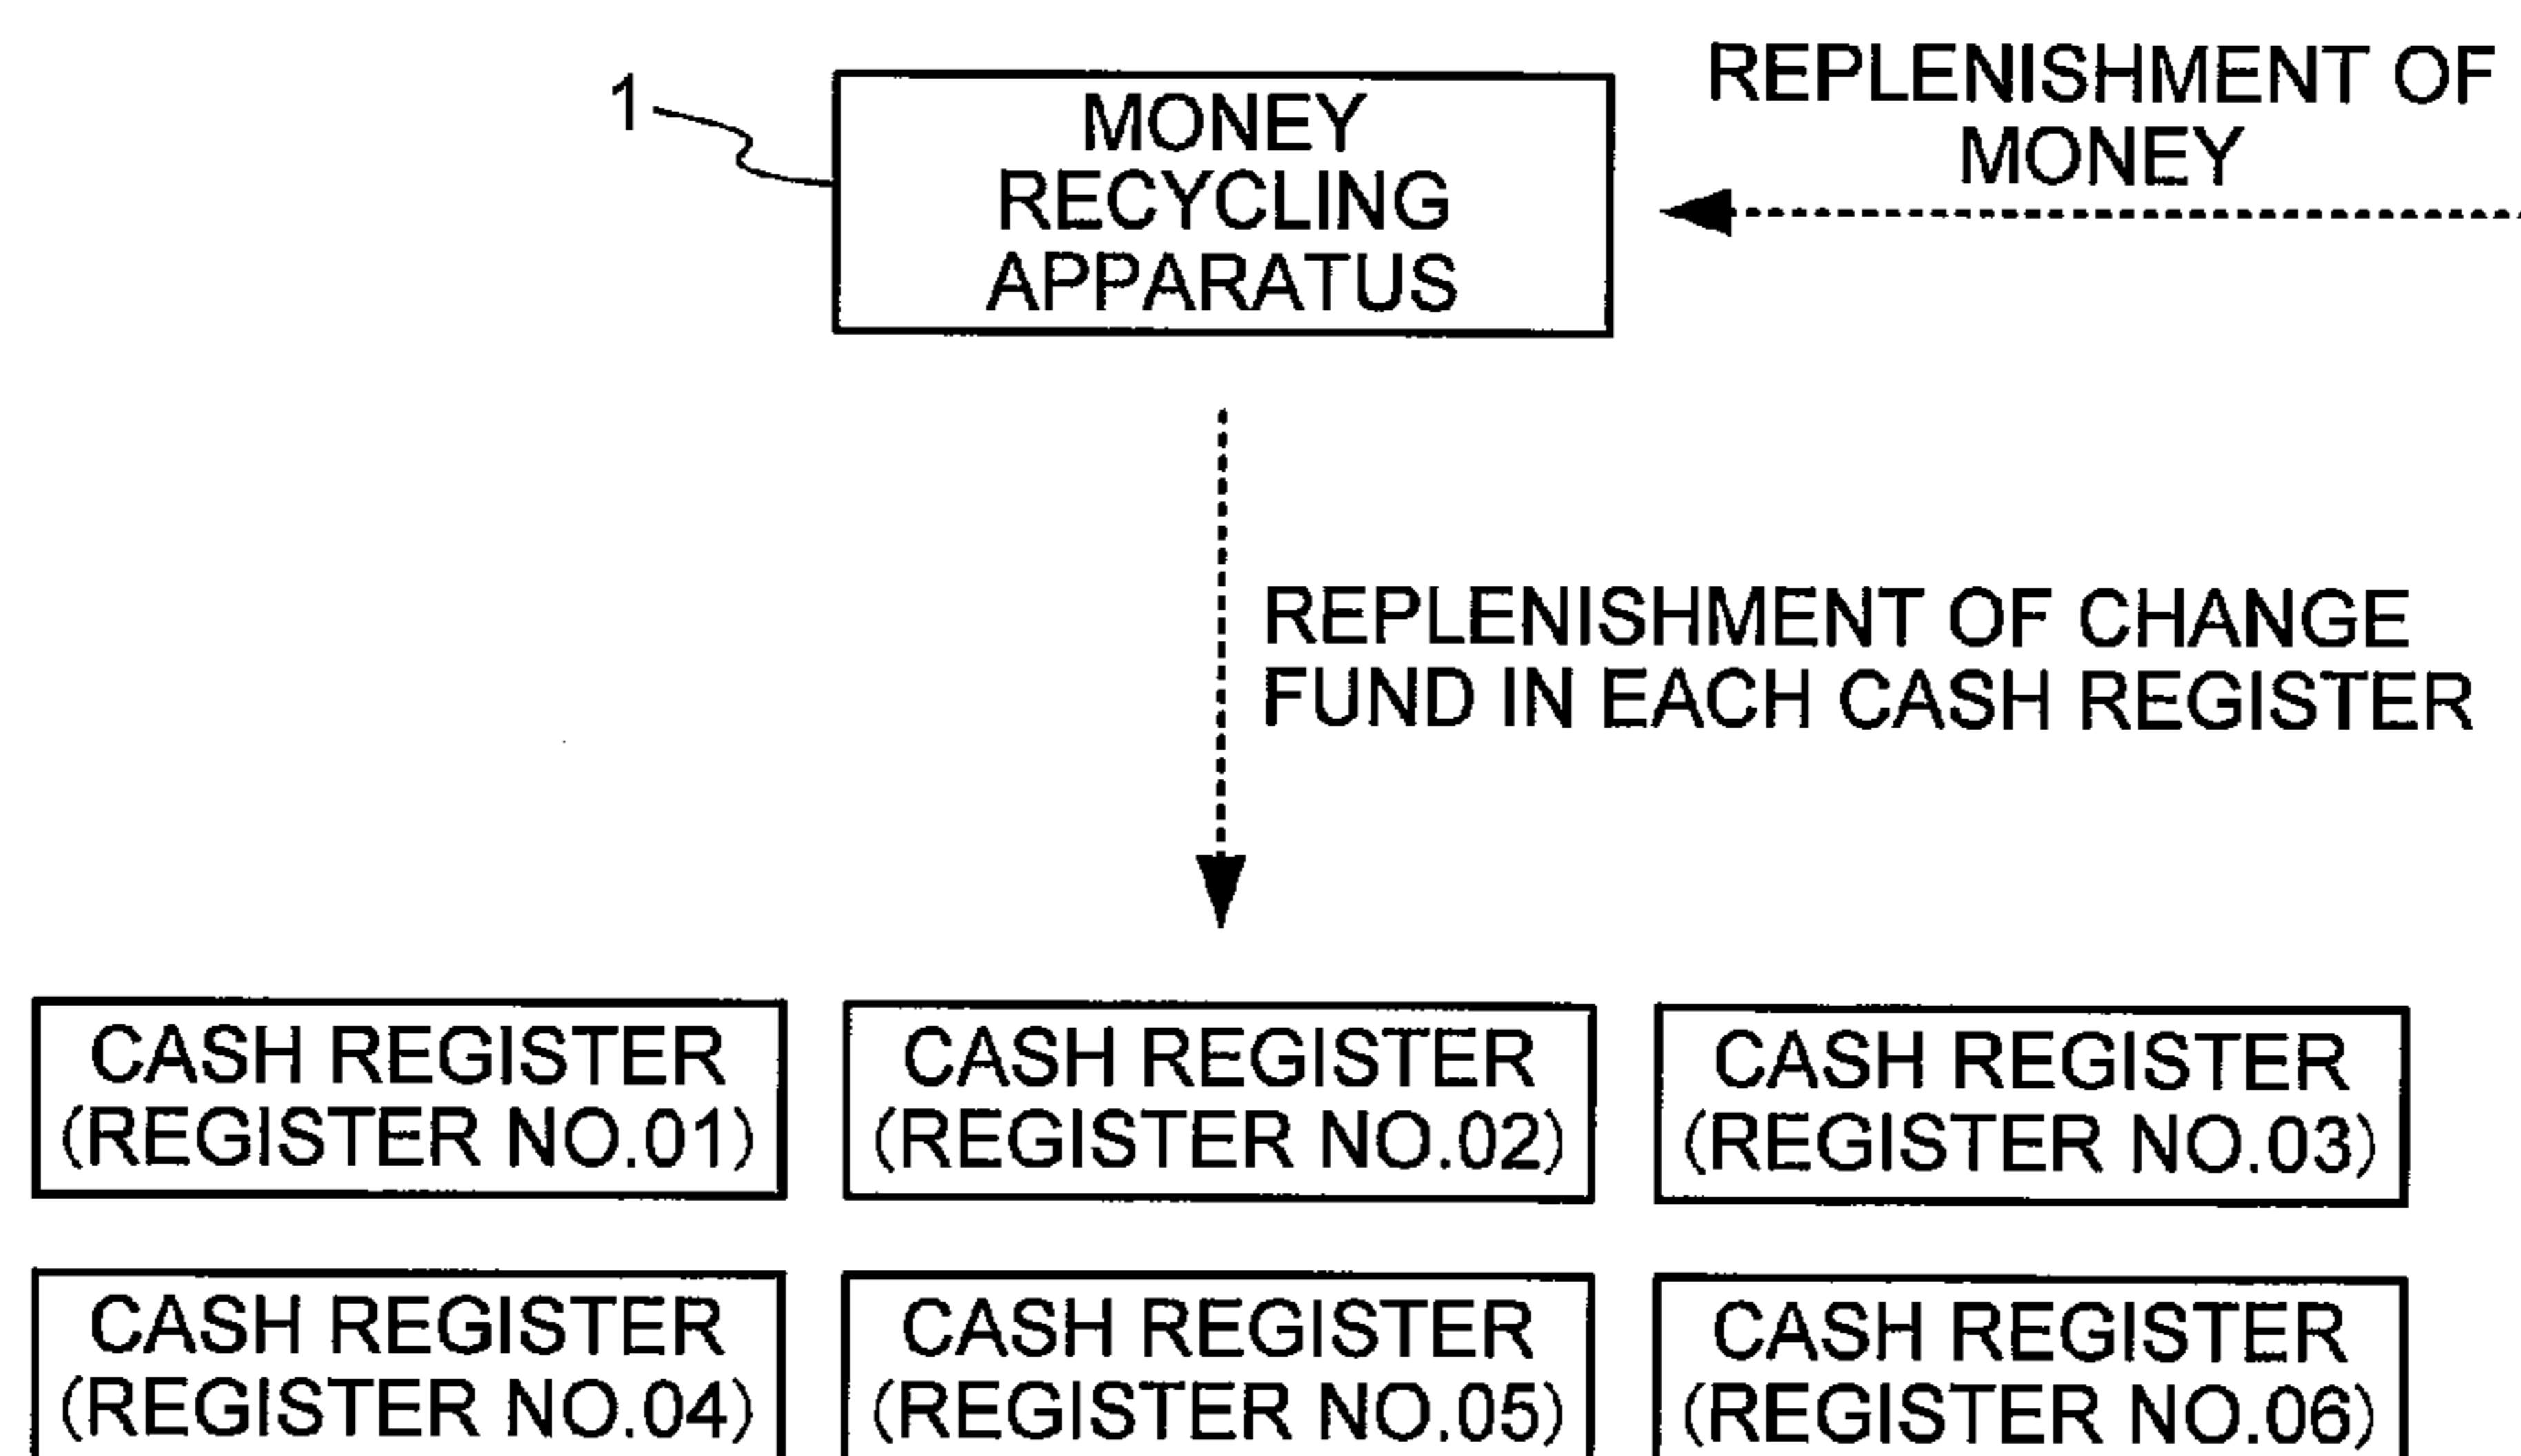 1
MONEY
RECYCLING
APPARATUS
REPLENISHMENT OF
MONEY
REPLENISHMENT OF CHANGE
FUND IN EACH CASH REGISTER
CASH REGISTER
(REGISTER NO.01)
CASH REGISTER
(REGISTER NO.02)
CASH REGISTER
(REGISTER NO.03)
CASH REGISTER
(REGISTER NO.04)
CASH REGISTER
(REGISTER NO.05)
CASH REGISTER
(REGISTER NO.06)